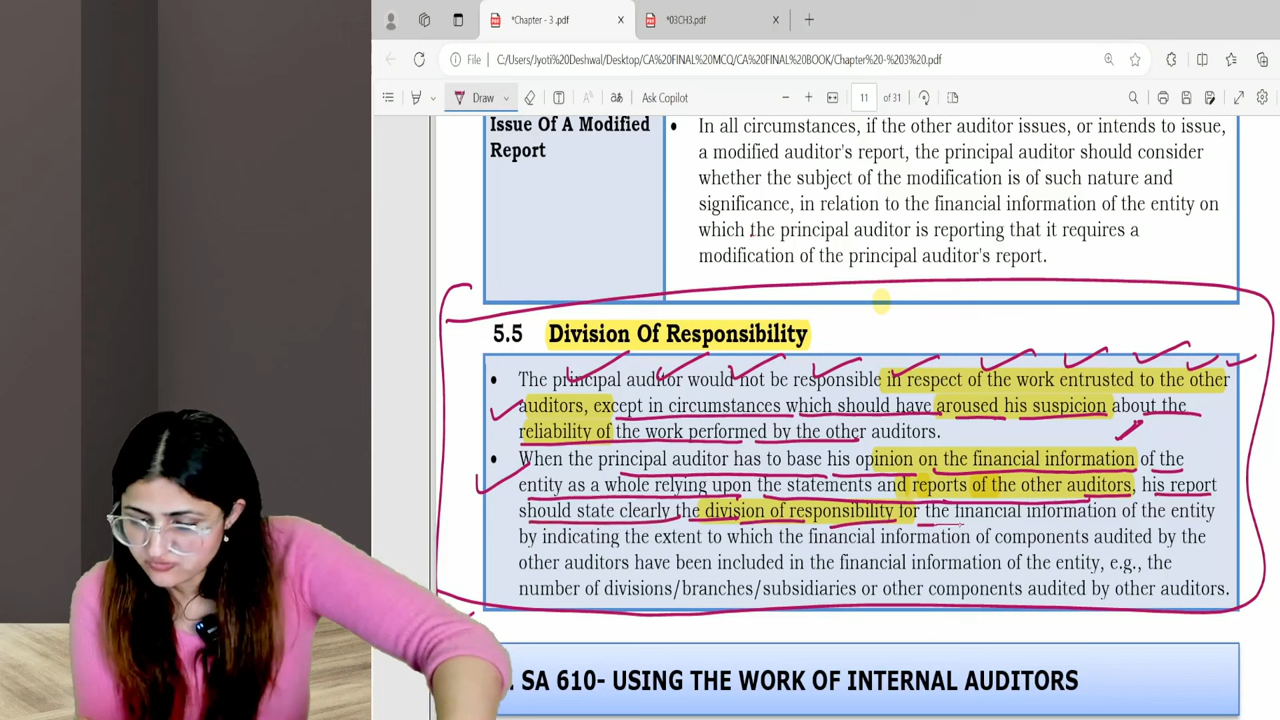 *Chapter - 3 .pdf
*03CH3.pdf
File
C:/Users/Jyoti%20Deshwal/Desktop/CA%20FINAL%20MCQ/CA%20FINAL%20BOOK/Chapter%20-%203%20.pdf
Draw
Ask Copilot
11
of 31
Issue Of A Modified
Report
• In all circumstances, if the other auditor issues, or intends to issue,
a modified auditor's report, the principal auditor should consider
whether the subject of the modification is of such nature and
significance, in relation to the financial information of the entity on
which the principal auditor is reporting that it requires a
modification of the principal auditor's report.
5.5 Division Of Responsibility
• The principal auditor would not be responsible in respect of the work entrusted to the other
auditors, except in circumstances which should have aroused his suspicion about the
reliability of the work performed by the other auditors.
• When the principal auditor has to base his opinion on the financial information of the
entity as a whole relying upon the statements and reports of the other auditors, his report
should state clearly the division of responsibility for the financial information of the entity
by indicating the extent to which the financial information of components audited by the
other auditors have been included in the financial information of the entity, e.g., the
number of divisions/branches/subsidiaries or other components audited by other auditors.
SA 610- USING THE WORK OF INTERNAL AUDITORS